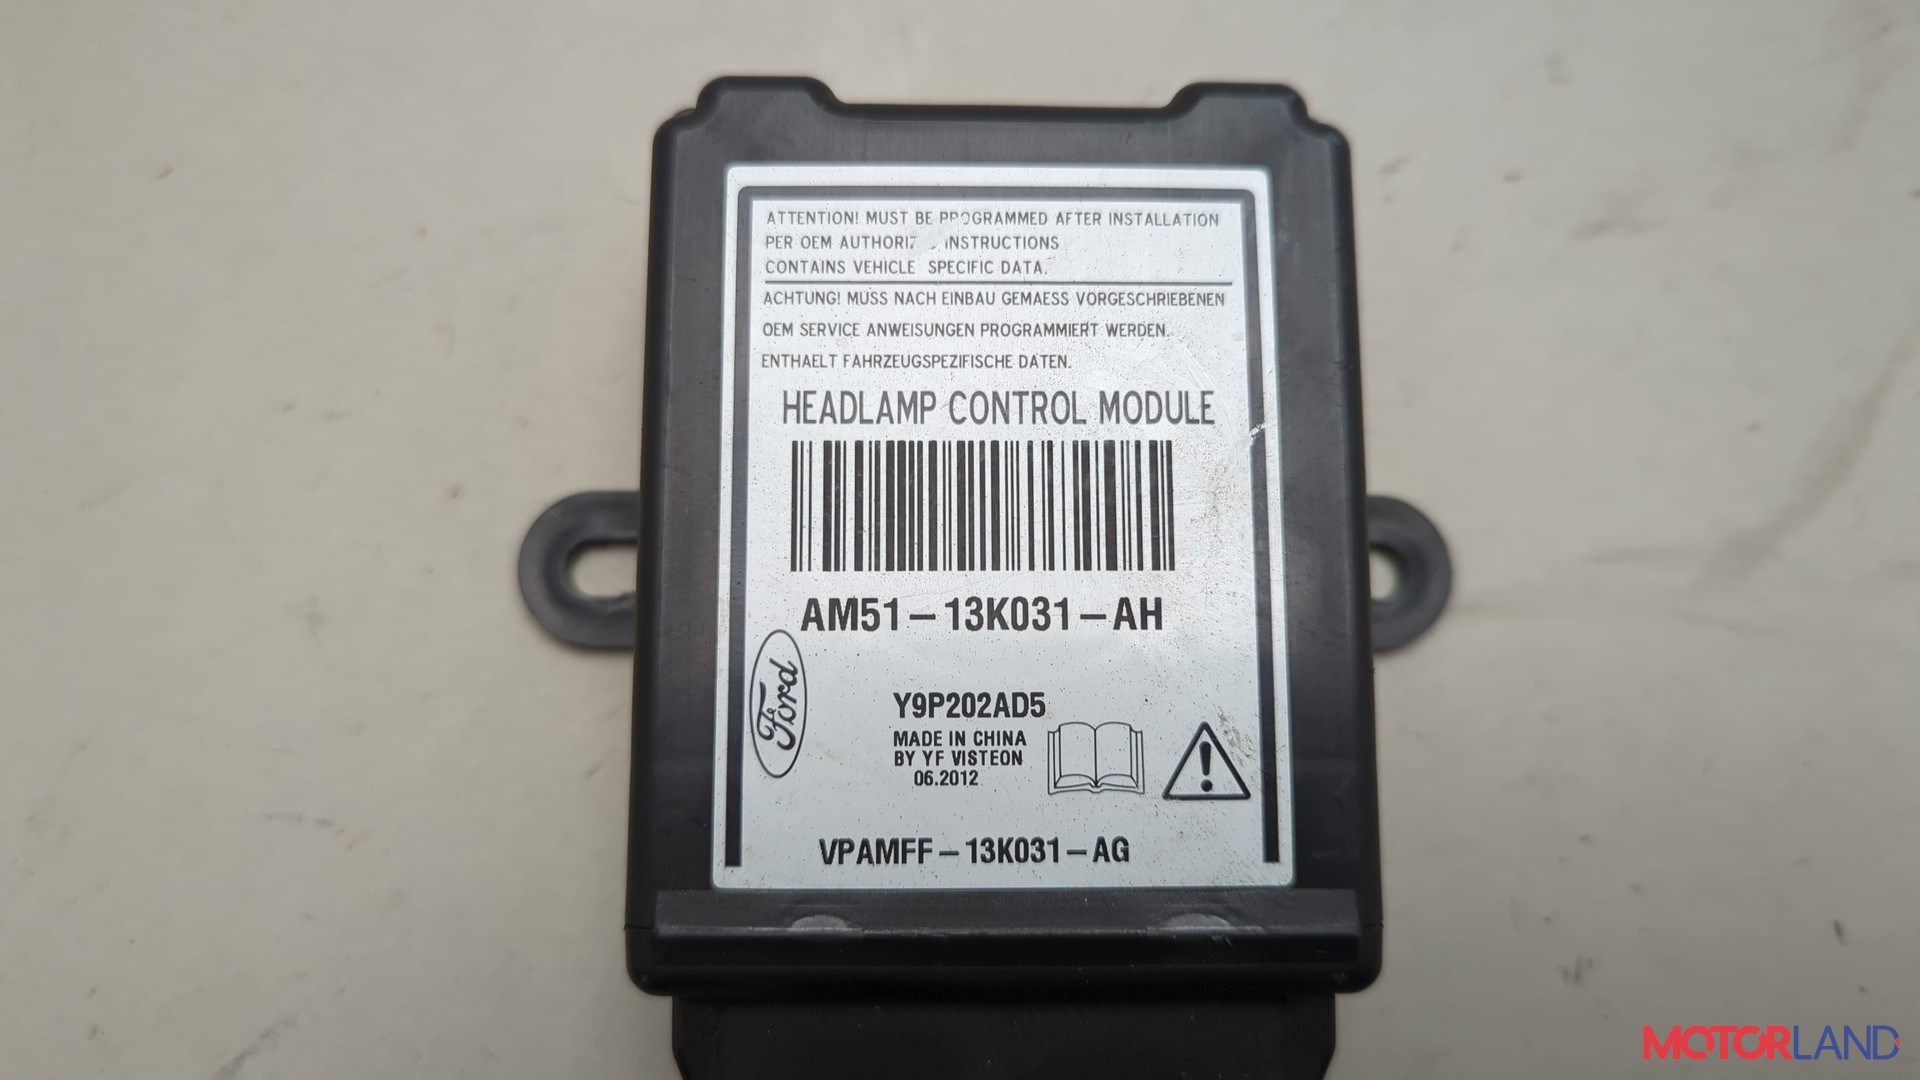 ATTENTION! MUST BE PROGRAMMED AFTER INSTALLATION
PER OEM INSTRUCTIONS
CONTAINS VEHICLE SPECIFIC DATA.
ACHTUNG! MUSS NACH EINBAU GEMAESS VORGESCHRIEBENEN
OEM SERVICE ANWEISUNGEN PROGRAMMIERT WERDEN.
ENTHAELT FAHRZEUGSPEZIFISCHE DATEN.
HEADLAMP CONTROL MODULE
AM51-13K031-AH
Ford
Y9P202AD5
MADE IN CHINA
BY YF VISTEON
06.2012
VPAMFF-13K031-AG
MOTORLAND